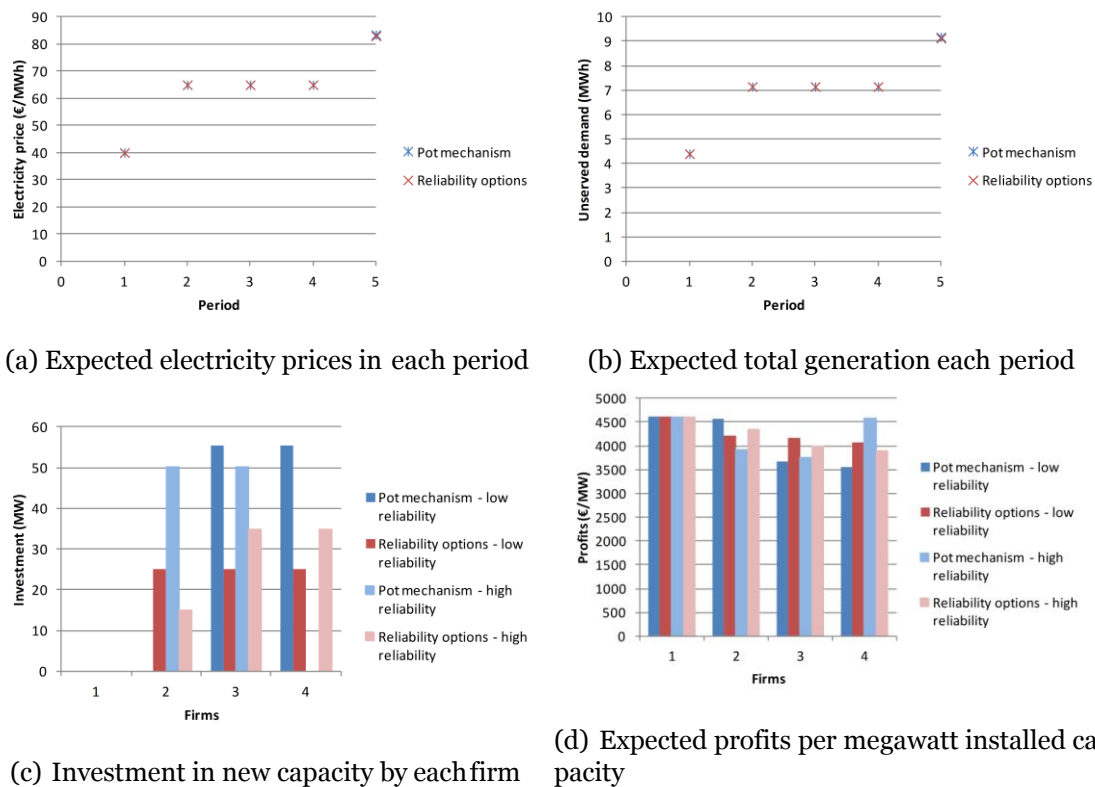 90
80
70
60
50
40
30
20
10
0
Electricity price (€/MWh)
0 1 2 3 4 5
Period
Pot mechanism
Reliability options
(a) Expected electricity prices in each period
10
9
8
7
6
5
4
3
2
1
0
Unserved demand (MWh)
0 1 2 3 4 5
Period
Pot mechanism
Reliability options
(b) Expected total generation each period
60
50
40
30
20
10
0
Investment (MW)
1 2 3 4
Firms
Pot mechanism - low
reliability
Reliability options - low
reliability
Pot mechanism - high
reliability
Reliability options - high
reliability
(c) Investment in new capacity by each firm
5000
4500
4000
3500
3000
2500
2000
1500
1000
500
0
Profits (€/MW)
1 2 3 4
Firms
Pot mechanism - low
reliability
Reliability options - low
reliability
Pot mechanism - high
reliability
Reliability options - high
reliability
(d) Expected profits per megawatt installed ca
pacity